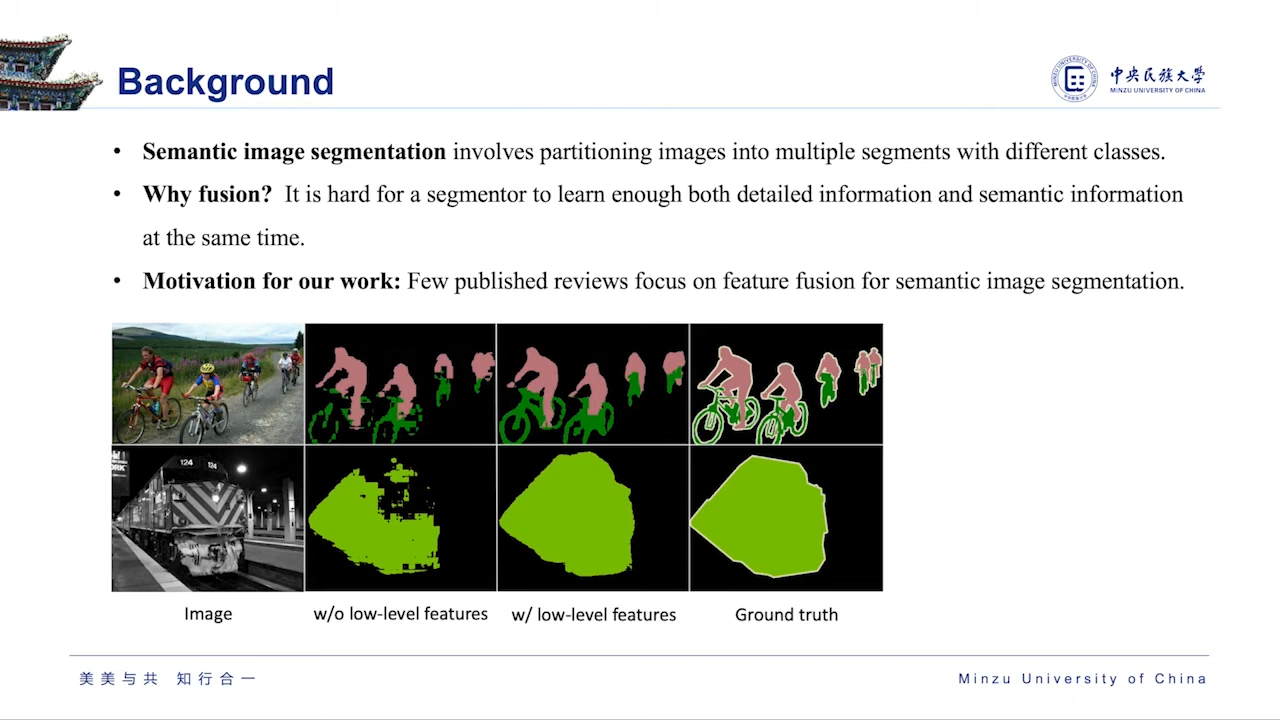 Background
中央民族大学
MINZU UNIVERSITY OF CHINA
• Semantic image segmentation involves partitioning images into multiple segments with different classes.
• Why fusion? It is hard for a segmentor to learn enough both detailed information and semantic information
at the same time.
• Motivation for our work: Few published reviews focus on feature fusion for semantic image segmentation.
124 124
Image
w/o low-level features
w/ low-level features
Ground truth
美美与共 知行合一
Minzu University of China